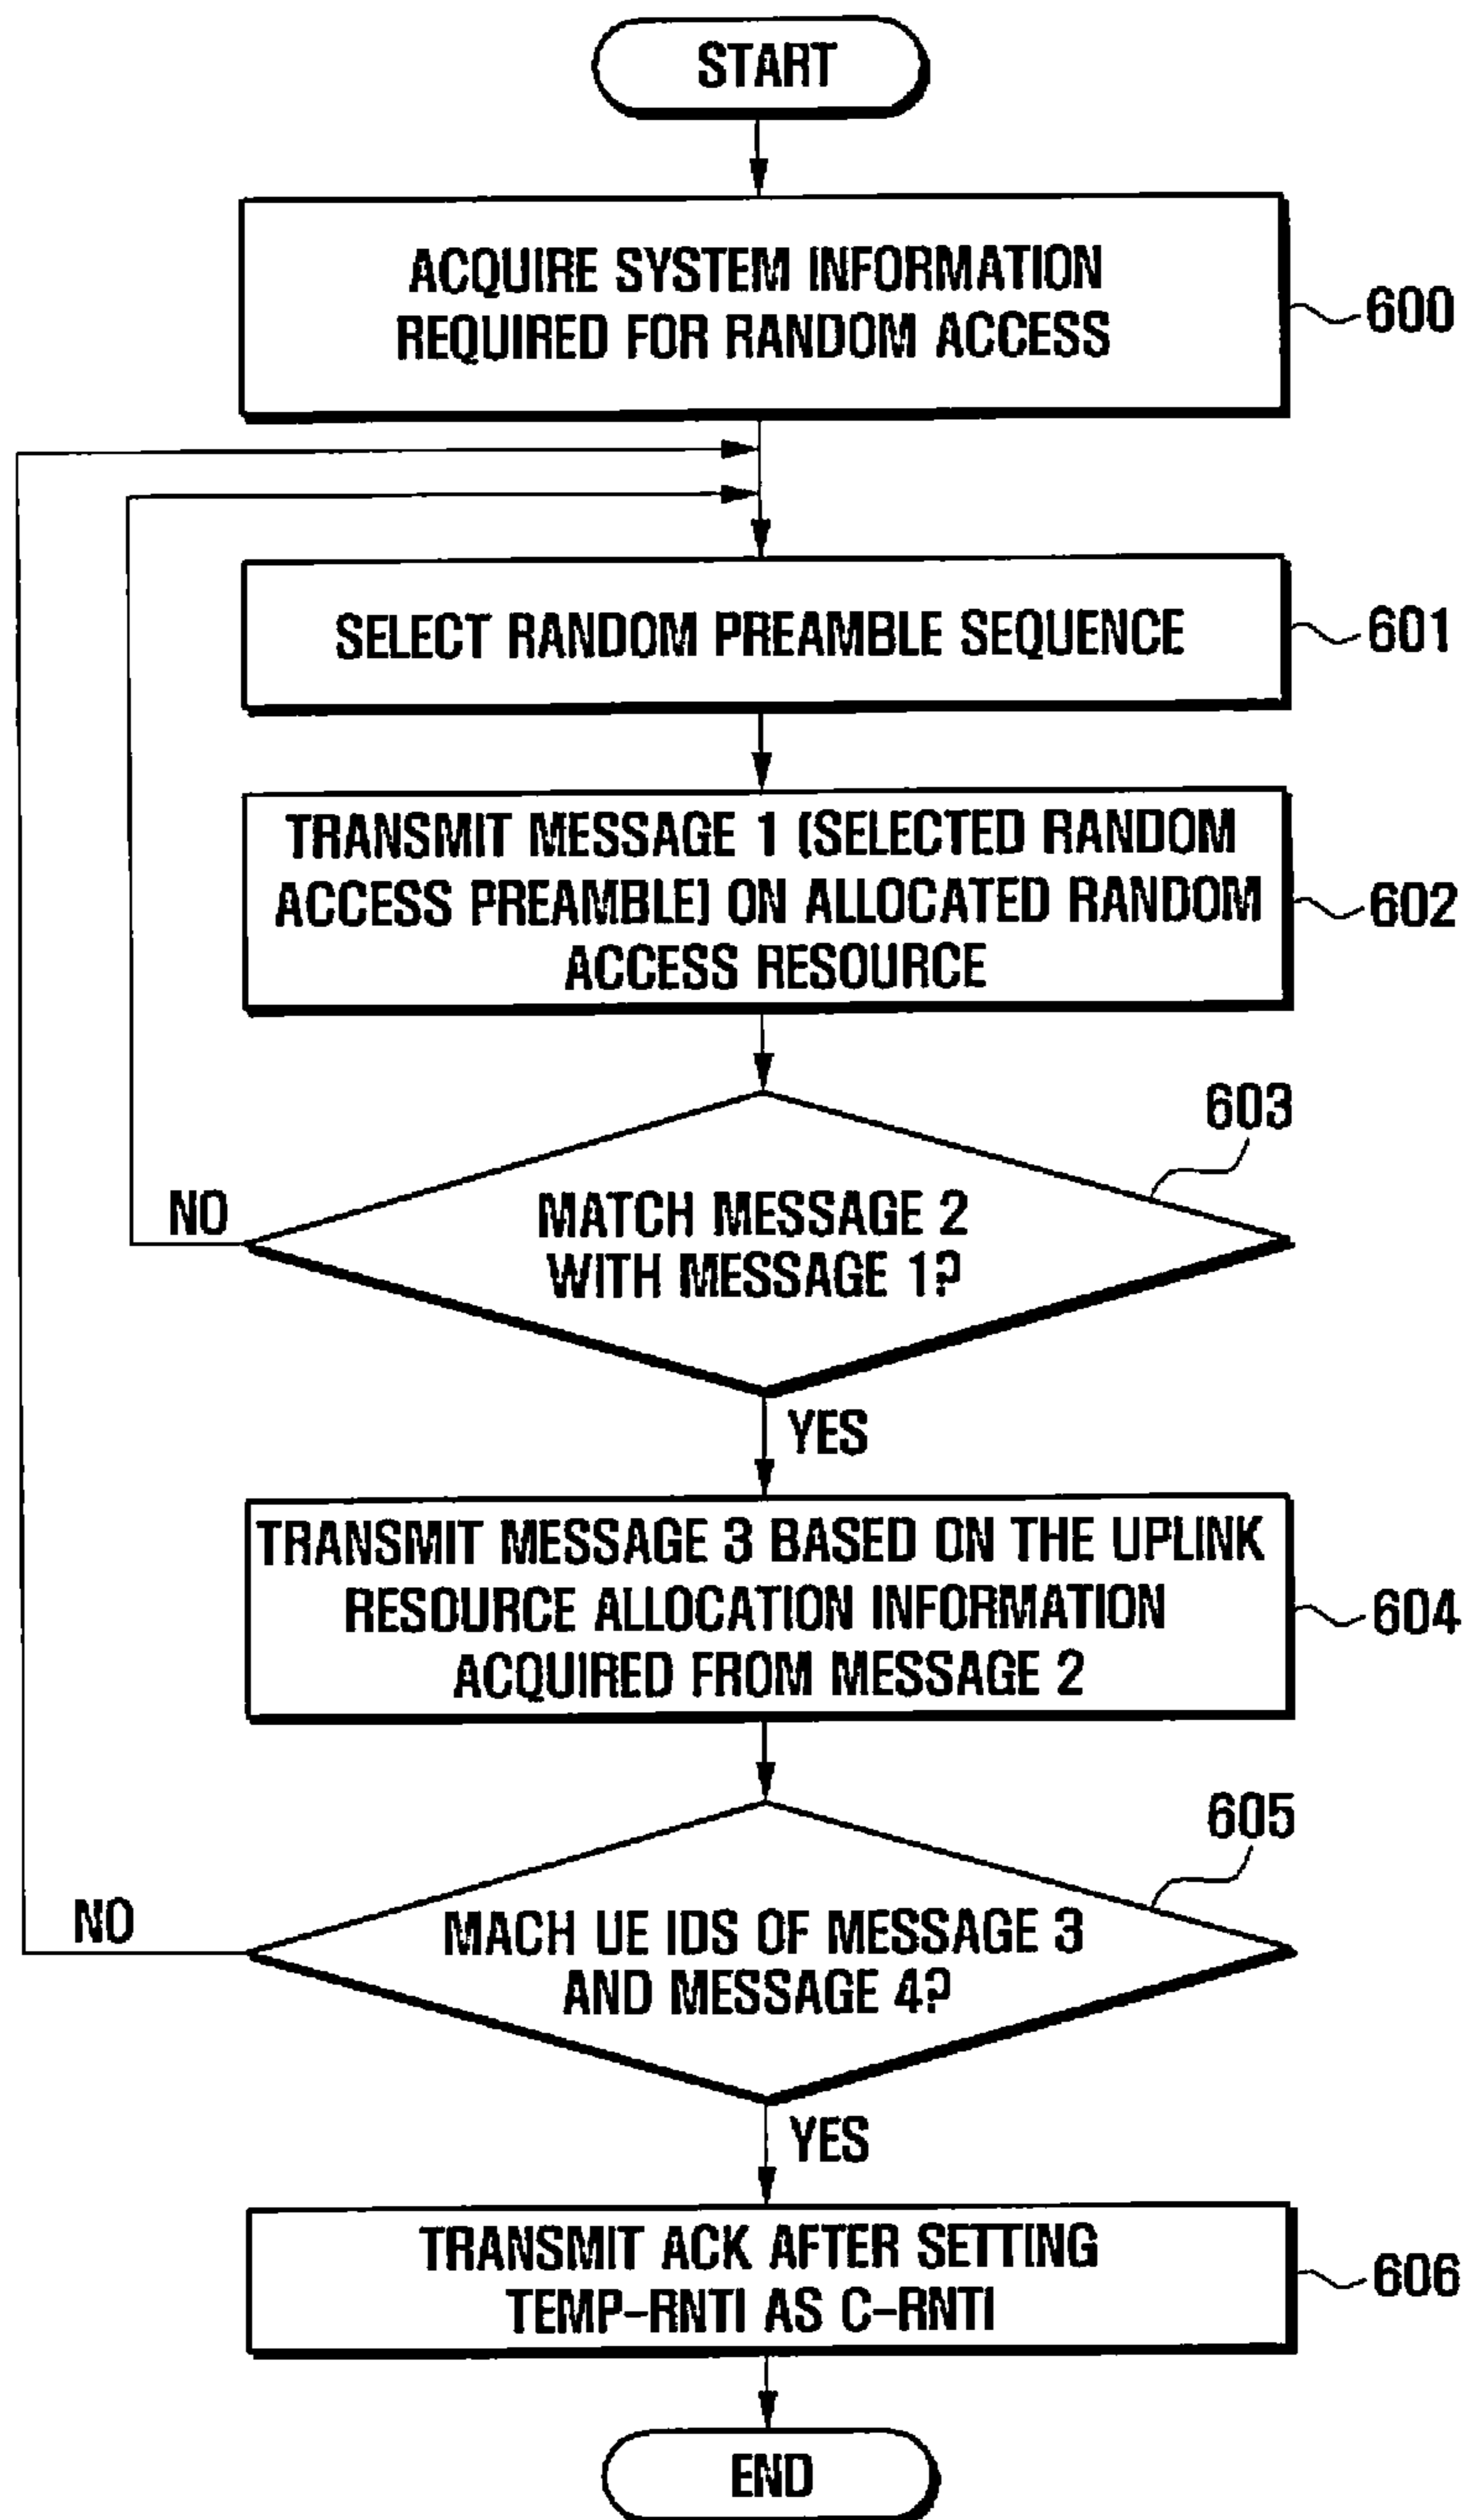 START
ACQUIRE SYSTEM INFORMATION
REQUIRED FOR RANDOM ACCESS
600
SELECT RANDOM PREAMBLE SEQUENCE
601
TRANSMIT MESSAGE 1 (SELECTED RANDOM
ACCESS PREAMBLE) ON ALLOCATED RANDOM
ACCESS RESOURCE
602
603
MATCH MESSAGE 2
WITH MESSAGE 1?
NO
YES
TRANSMIT MESSAGE 3 BASED ON THE UPLINK
RESOURCE ALLOCATION INFORMATION
ACQUIRED FROM MESSAGE 2
604
605
MACH UE IDS OF MESSAGE 3
AND MESSAGE 4?
NO
YES
TRANSMIT ACK AFTER SETTING
TEMP-RNTI AS C-RNTI
606
END